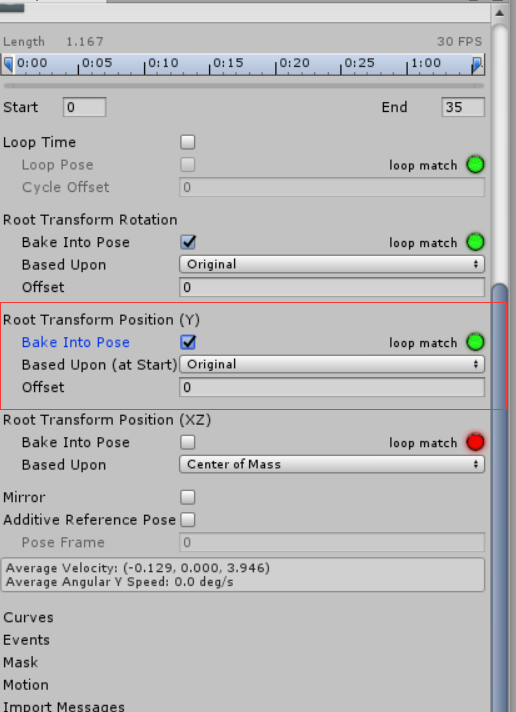 Length 1.167 30 FPS
0:00 0:05 0:10 0:15 0:20 0:25 1:00
Start 0 End 35
Loop Time
Loop Pose loop match
Cycle Offset 0
Root Transform Rotation
Bake Into Pose loop match
Based Upon Original
Offset 0
Root Transform Position (Y)
Bake Into Pose loop match
Based Upon (at Start) Original
Offset 0
Root Transform Position (XZ)
Bake Into Pose loop match
Based Upon Center of Mass
Mirror
Additive Reference Pose
Pose Frame 0
Average Velocity: (-0.129, 0.000, 3.946)
Average Angular Y Speed: 0.0 deg/s
Curves
Events
Mask
Motion
Import Messages